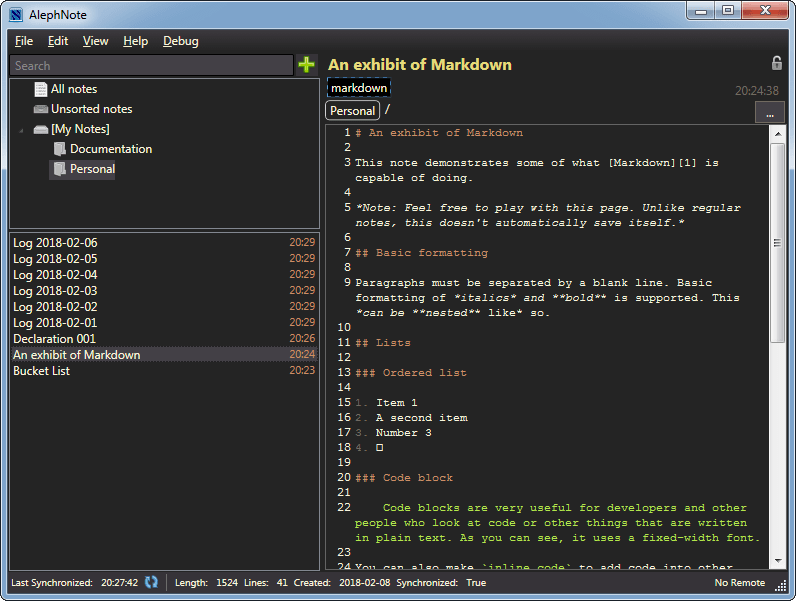 AlephNote
File Edit View Help Debug
Search
All notes
Unsorted notes
[My Notes]
Documentation
Personal
Log 2018-02-06 20:29
Log 2018-02-05 20:29
Log 2018-02-04 20:29
Log 2018-02-03 20:29
Log 2018-02-02 20:29
Log 2018-02-01 20:29
Declaration 001 20:26
An exhibit of Markdown 20:24
Bucket List 20:23
An exhibit of Markdown
markdown
20:24:38
Personal /
...
1 # An exhibit of Markdown
2
3 This note demonstrates some of what [Markdown][1] is
capable of doing.
4
5 *Note: Feel free to play with this page. Unlike regular
notes, this doesn't automatically save itself.*
6
7 ## Basic formatting
8
9 Paragraphs must be separated by a blank line. Basic
formatting of *italics* and **bold** is supported. This
*can be **nested** like* so.
10
11 ## Lists
12
13 ### Ordered list
14
15 1. Item 1
16 2. A second item
17 3. Number 3
18 4. □
19
20 ### Code block
21
22 Code blocks are very useful for developers and other
people who look at code or other things that are written
in plain text. As you can see, it uses a fixed-width font.
23
24 You can also make `inline code` to add code into other
Last Synchronized: 20:27:42 Length: 1524 Lines: 41 Created: 2018-02-08 Synchronized: True No Remote